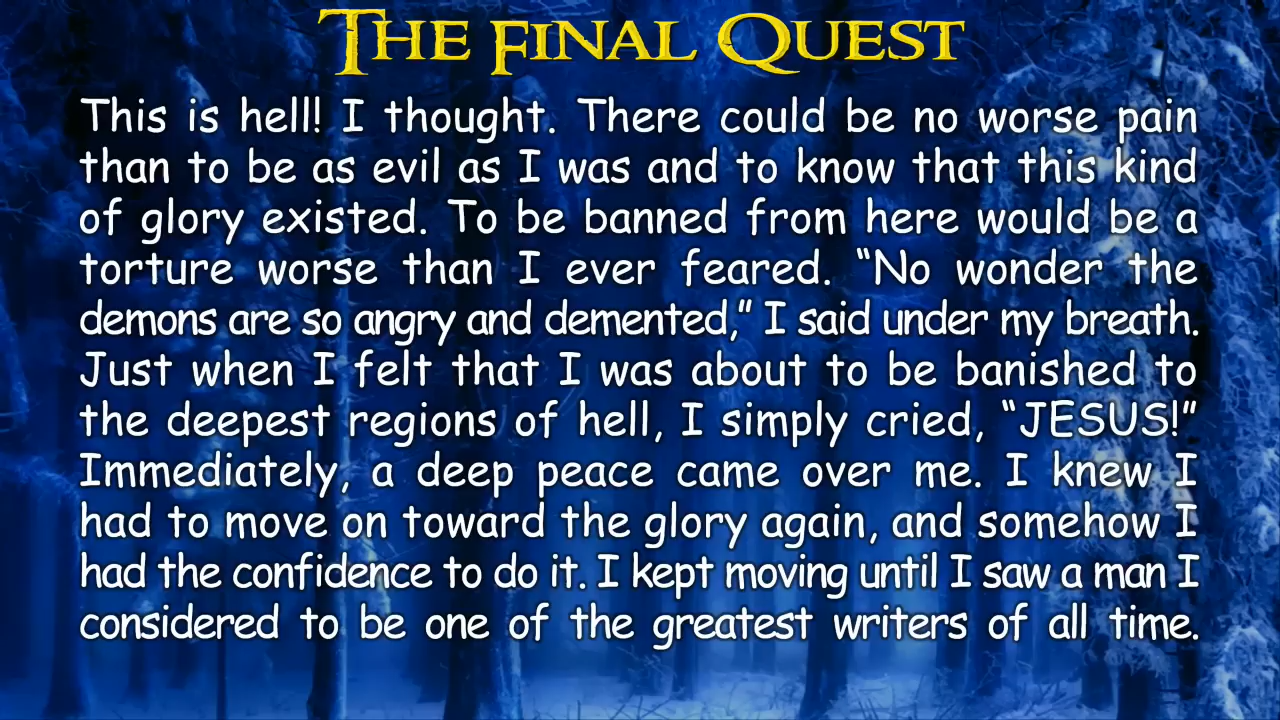 The Final Quest
This is hell! I thought. There could be no worse pain
than to be as evil as I was and to know that this kind
of glory existed. To be banned from here would be a
torture worse than I ever feared. “No wonder the
demons are so angry and demented,” I said under my breath.
Just when I felt that I was about to be banished to
the deepest regions of hell, I simply cried, “JESUS!”
Immediately, a deep peace came over me. I knew I
had to move on toward the glory again, and somehow I
had the confidence to do it. I kept moving until I saw a man I
considered to be one of the greatest writers of all time.